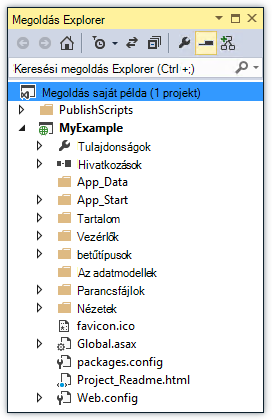 Megoldás Explorer
Keresési megoldás Explorer (Ctrl +;)
Megoldás saját példa (1 projekt)
PublishScripts
MyExample
Tulajdonságok
Hivatkozások
App_Data
App_Start
Tartalom
Vezérlők
betűtípusok
Az adatmodellek
Parancsfájlok
Nézetek
favicon.ico
Global.asax
packages.config
Project_Readme.html
Web.config